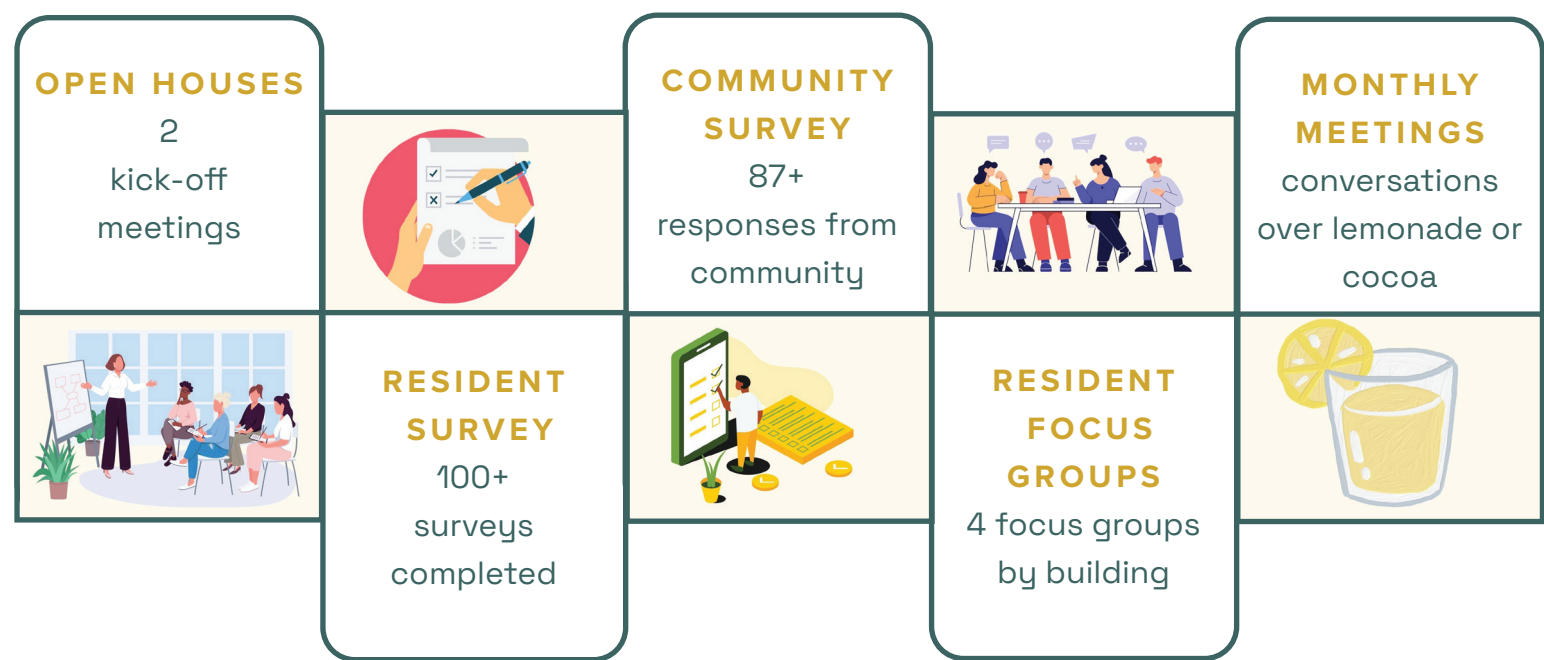 OPEN HOUSES
2
kick-off
meetings
RESIDENT
SURVEY
100+
surveys
completed
COMMUNITY
SURVEY
87+
responses from
community
RESIDENT
FOCUS
GROUPS
4 focus groups
by building
MONTHLY
MEETINGS
conversations
over lemonade or
cocoa